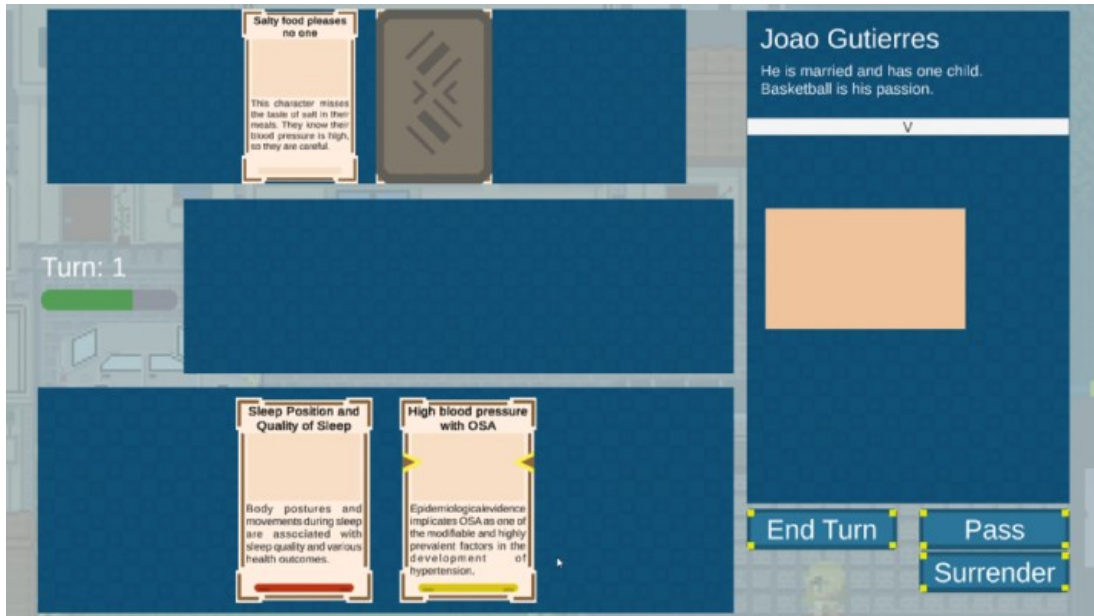 Salty food pleases
no one
This character misses
the taste of salt in their
meals. They know their
blood pressure is high,
so they are careful.
Joao Gutierres
He is married and has one child.
Basketball is his passion.
V
Turn: 1
Sleep Position and
Quality of Sleep
Body postures and
movements during sleep
are associated with
sleep quality and various
health outcomes.
High blood pressure
with OSA
Epidemiologicalevidence
implicates OSA as one of
the modifiable and highly
prevalent factors in the
development of
hypertension.
End Turn
Pass
Surrender